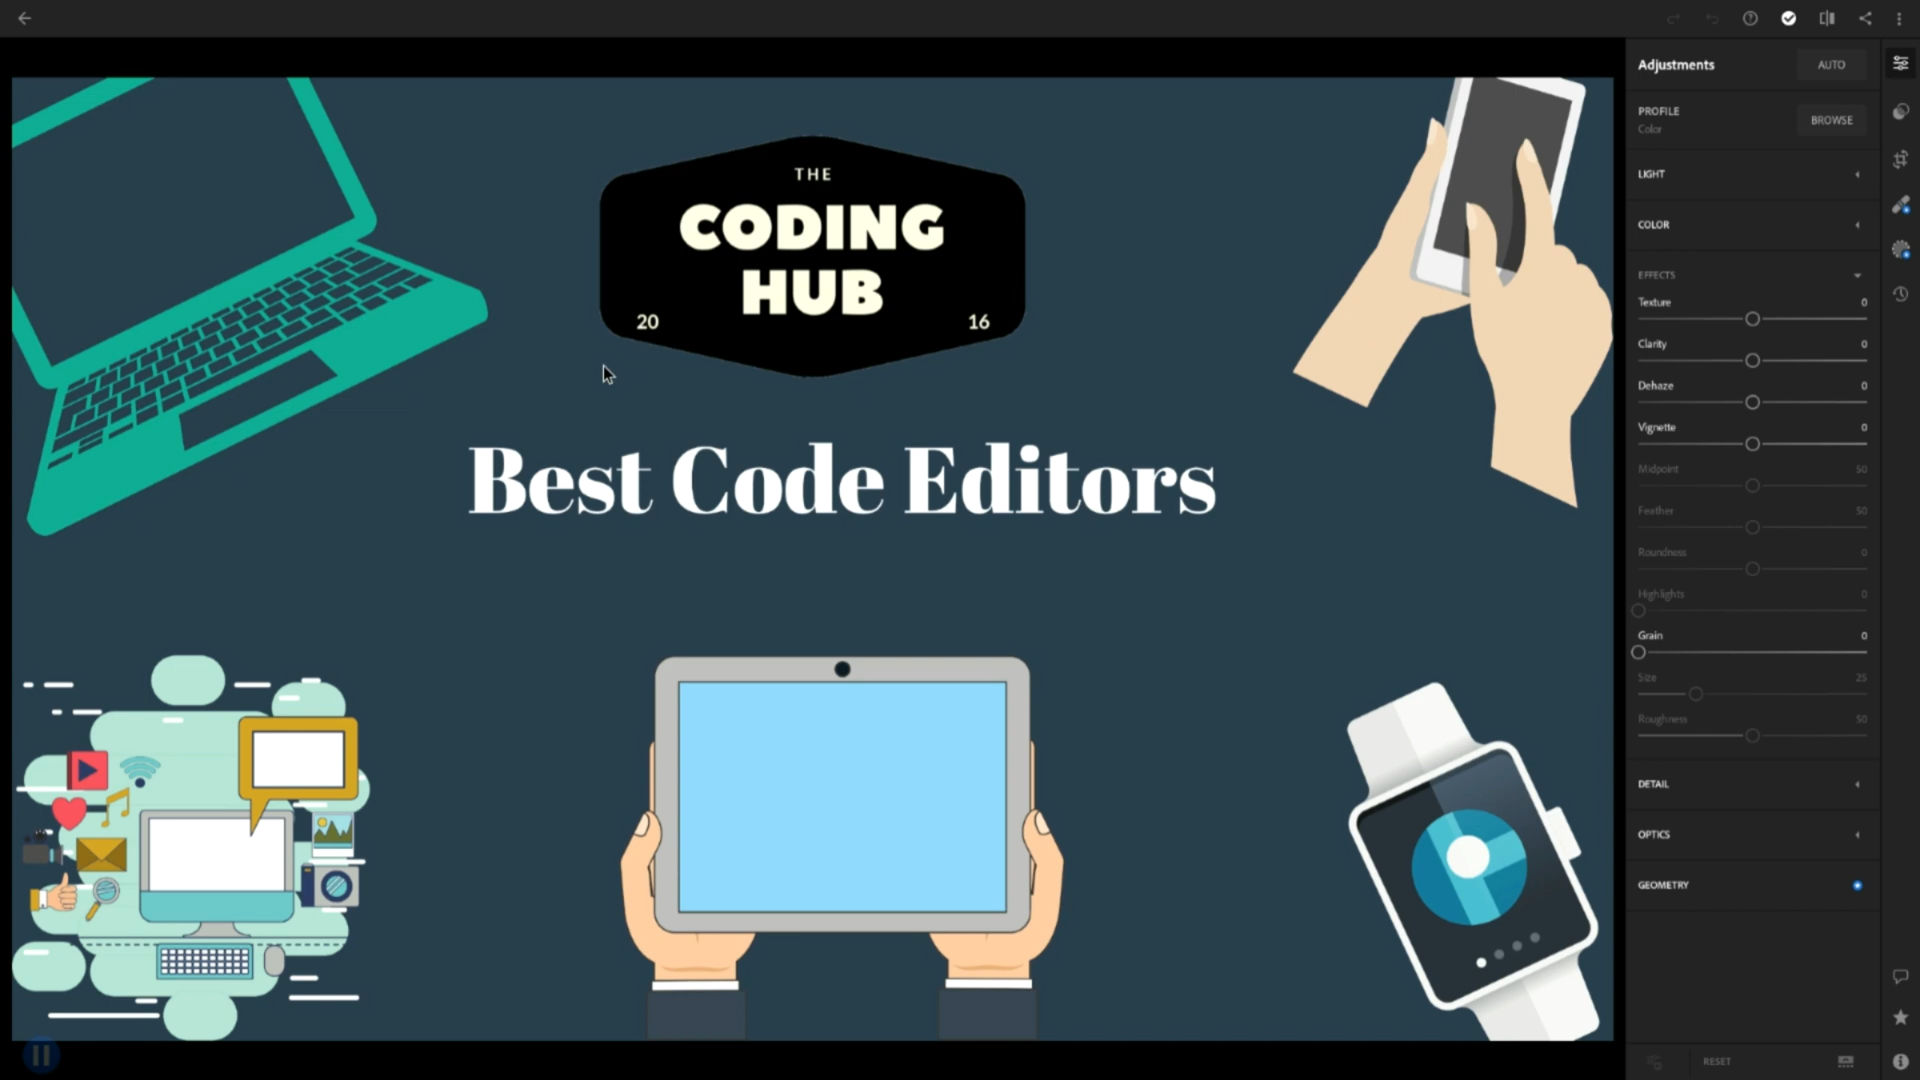 Adjustments
AUTO
PROFILE
Color
BROWSE
LIGHT
COLOR
EFFECTS
Texture 0
Clarity 0
Dehaze 0
Vignette 0
Midpoint 50
Feather 50
Roundness 0
Highlights 0
Grain 0
Size 25
Roughness 50
DETAIL
OPTICS
GEOMETRY
RESET
THE
CODING
HUB
20 16
Best Code Editors